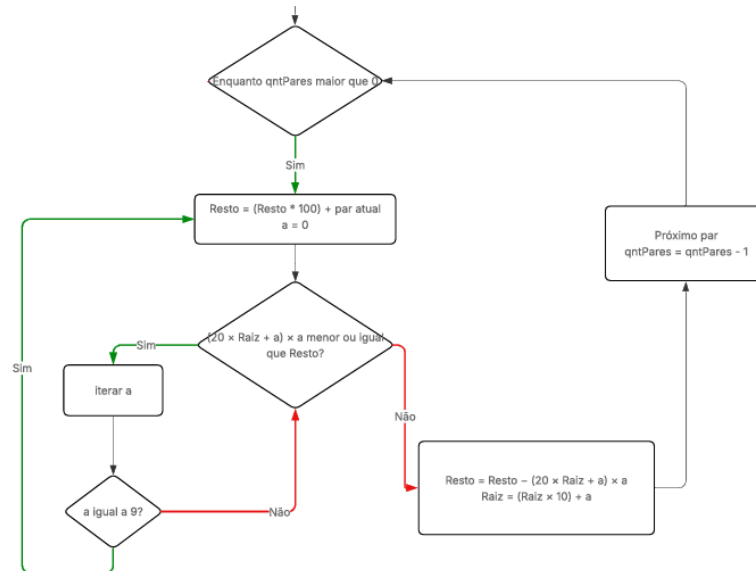 Enquanto qntPares maior que 0
Sim
Resto = (Resto * 100) + par atual
a = 0
Próximo par
qntPares = qntPares - 1
(20 × Raiz + a) × a menor ou igual
que Resto?
Sim
Sim
iterar a
Não
Resto = Resto – (20 × Raiz + a) × a
Raiz = (Raiz × 10) + a
a igual a 9?
Não